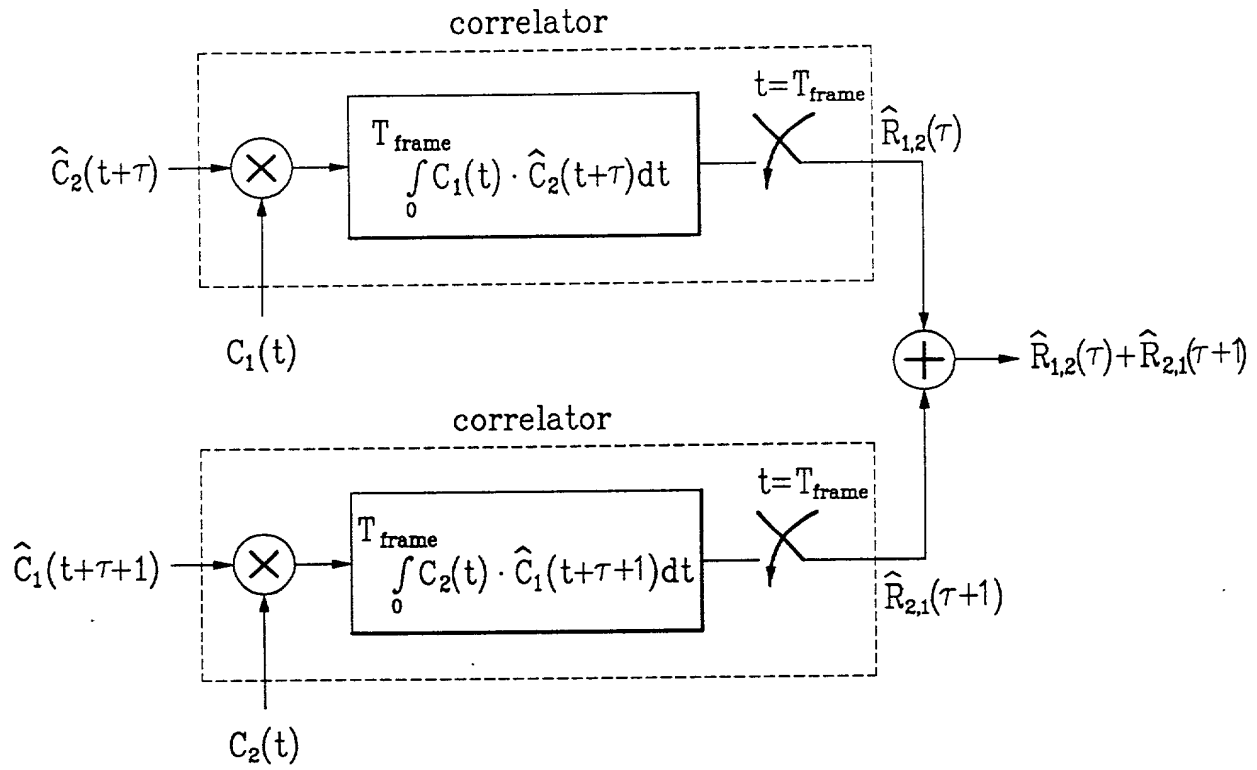 correlator
t=T_frame
Ĉ₂(t+τ)
×
T_frame
∫₀ C₁(t) · Ĉ₂(t+τ)dt
R̂₁,₂(τ)
C₁(t)
+
R̂₁,₂(τ)+R̂₂,₁(τ+1)
correlator
t=T_frame
Ĉ₁(t+τ+1)
×
T_frame
∫₀ C₂(t) · Ĉ₁(t+τ+1)dt
R̂₂,₁(τ+1)
C₂(t)